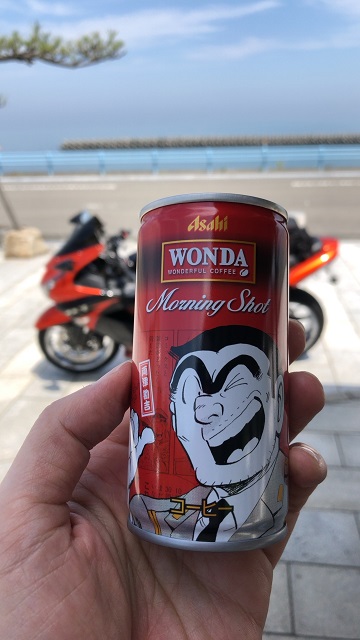 Asahi
WONDA
WONDERFUL COFFEE
Morning Shot
両津 勘吉
コーヒー